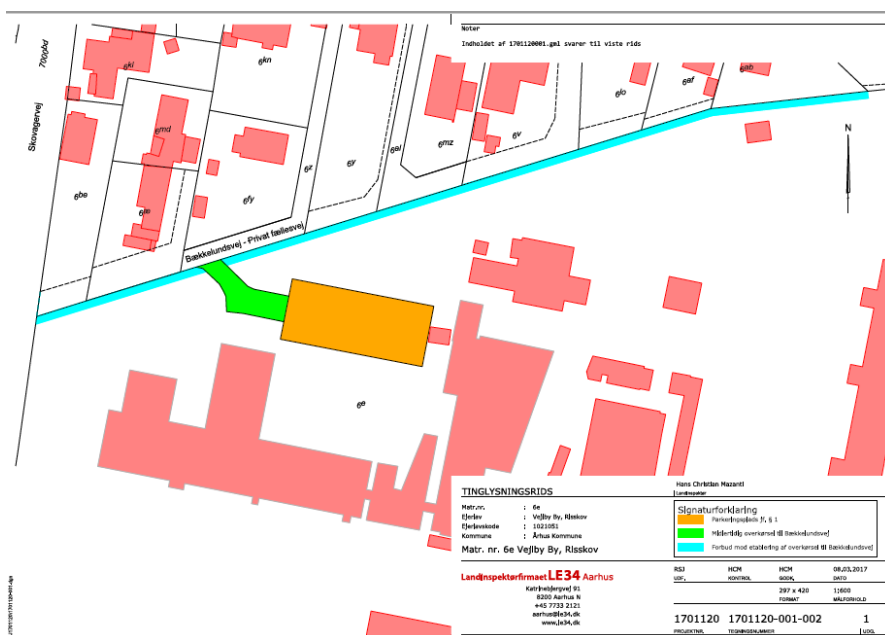 Noter
Indholdet af 1701120001.gml svarer til viste rids
700pbd
Skovagervej
6kl
6kn
6md
6be
6fy
6z
6y
6al
6mz
6v
6lo
6af
6ab
N
Bækkelundsvej - Privat fællesvej
6e
TINGLYSNINGSRIDS
Matr.nr. : 6e
Ejerlav : Vejlby By, Risskov
Ejerlavskode : 1021051
Kommune : Århus Kommune
Matr. nr. 6e Vejlby By, Risskov
Hans Christian Mazanti
Landinspektør
Signaturforklaring
Parkeringsplads jf. § 1
Midlertidig overkørsel til Bækkelundsvej
Forbud mod etablering af overkørsel til Bækkelundsvej
Landinspektørfirmaet LE34 Aarhus
Katrinebjergvej 91
8200 Aarhus N
+45 7733 2121
aarhus@le34.dk
www.le34.dk
RSJ HCM HCM 08.03.2017
UDF. KONTROL GODK. DATO
297 x 420 1:600
FORMAT MÅLFORHOLD
1701120 1701120-001-002 1
PROJEKTNR. TEGNINGSNUMMER UDG.